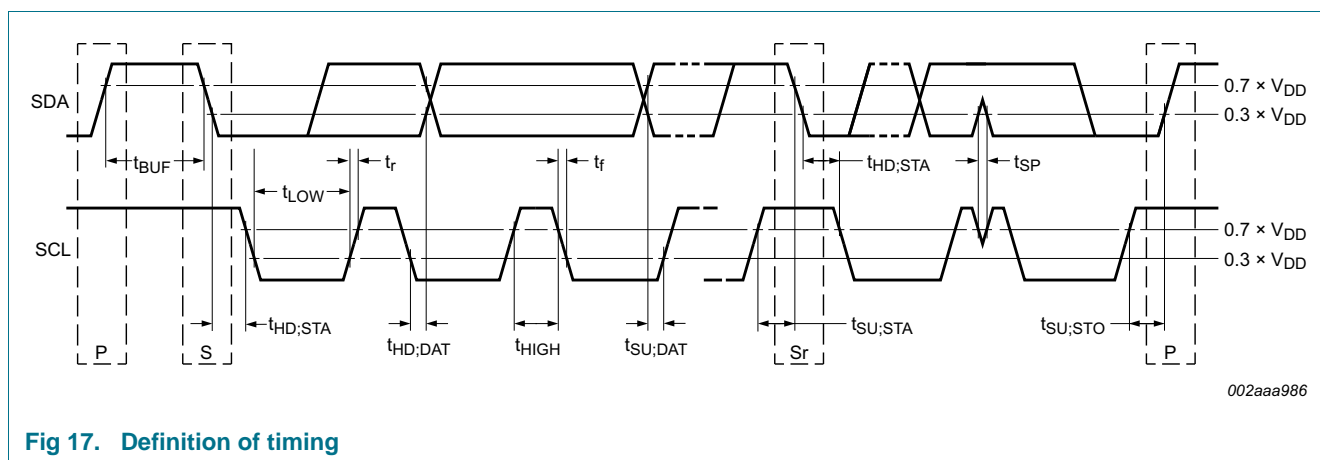 SDA
0.7 × VDD
0.3 × VDD
tBUF
tLOW
tr
tf
tHD;STA
tSP
SCL
0.7 × VDD
0.3 × VDD
tHD;STA
tHD;DAT
tHIGH
tSU;DAT
tSU;STA
tSU;STO
P
S
Sr
P
002aaa986
Fig 17. Definition of timing